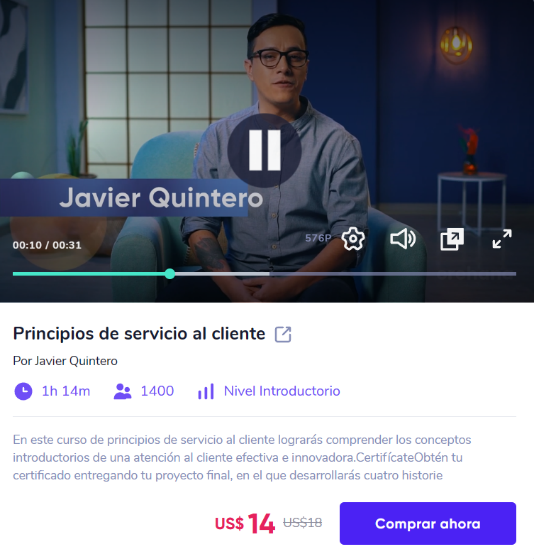 Javier Quintero
00:10 / 00:31
576P
Principios de servicio al cliente
Por Javier Quintero
1h 14m
1400
Nivel Introductorio
En este curso de principios de servicio al cliente lograrás comprender los conceptos
introductorios de una atención al cliente efectiva e innovadora.CertifícateObtén tu
certificado entregando tu proyecto final, en el que desarrollarás cuatro historie
US$ 14 US$18
Comprar ahora